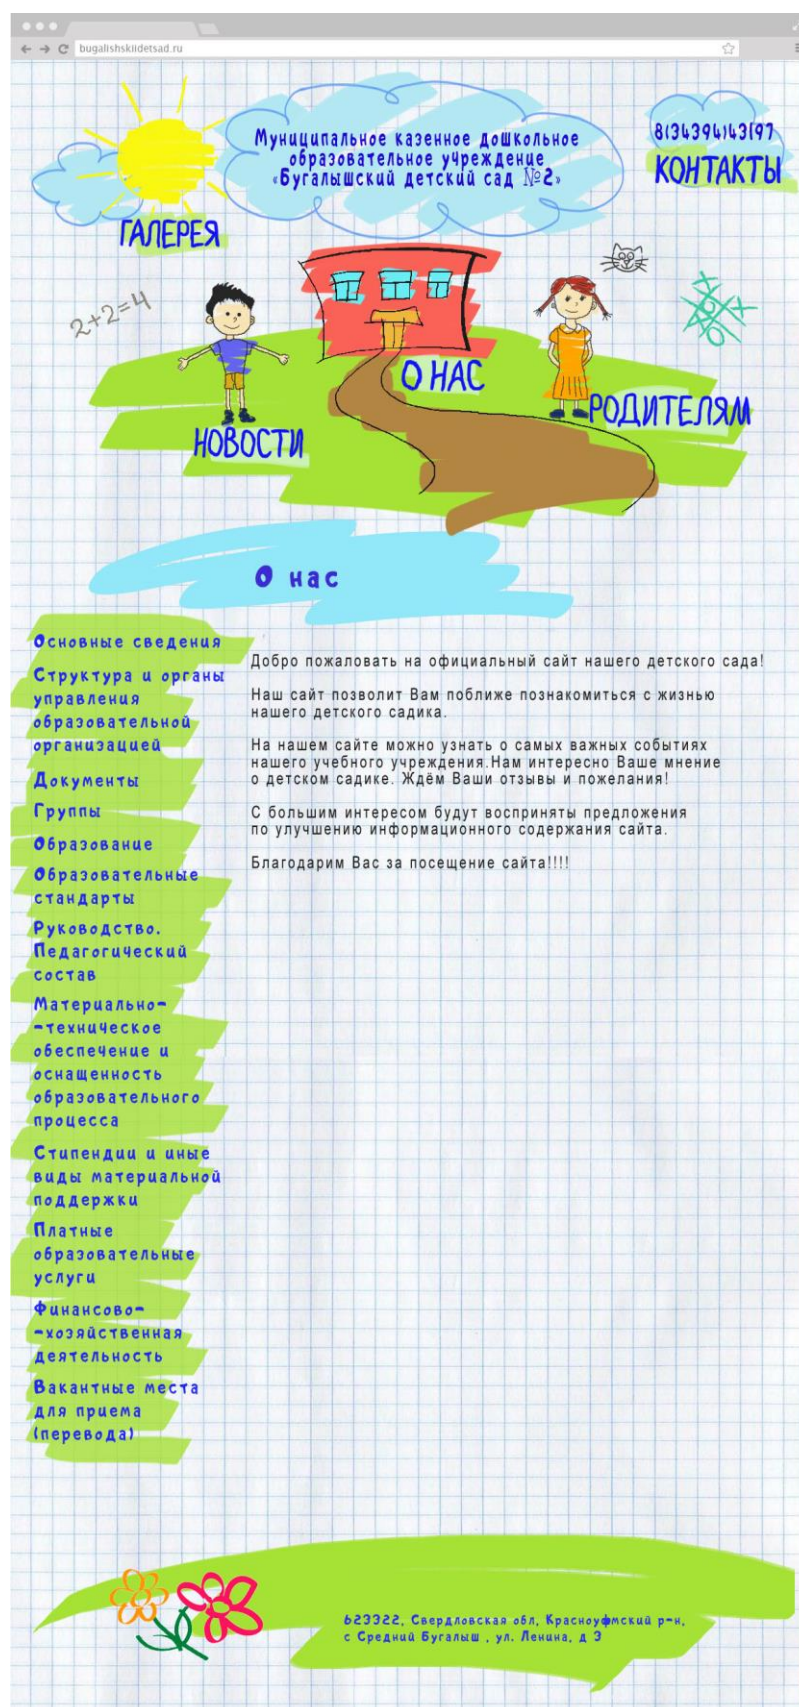 bugalishskiidetsad.ru
Муниципальное казенное дошкольное
образовательное учреждение
«Бугалышский детский сад №2»
8(34394)43197
КОНТАКТЫ
ГАЛЕРЕЯ
2+2=4
О НАС
РОДИТЕЛЯМ
НОВОСТИ
О нас
Основные сведения
Структура и органы
управления
образовательной
организацией
Документы
Группы
Образование
Образовательные
стандарты
Руководство.
Педагогический
состав
Материально-
-техническое
обеспечение и
оснащенность
образовательного
процесса
Стипендии и иные
виды материальной
поддержки
Платные
образовательные
услуги
Финансово-
-хозяйственная
деятельность
Вакантные места
для приема
(перевода)
Добро пожаловать на официальный сайт нашего детского сада!
Наш сайт позволит Вам поближе познакомиться с жизнью
нашего детского садика.
На нашем сайте можно узнать о самых важных событиях
нашего учебного учреждения.Нам интересно Ваше мнение
о детском садике. Ждём Ваши отзывы и пожелания!
С большим интересом будут восприняты предложения
по улучшению информационного содержания сайта.
Благодарим Вас за посещение сайта!!!!
623322, Свердловская обл, Красноуфмский р-н,
с Средний Бугалыш , ул. Ленина, д 3